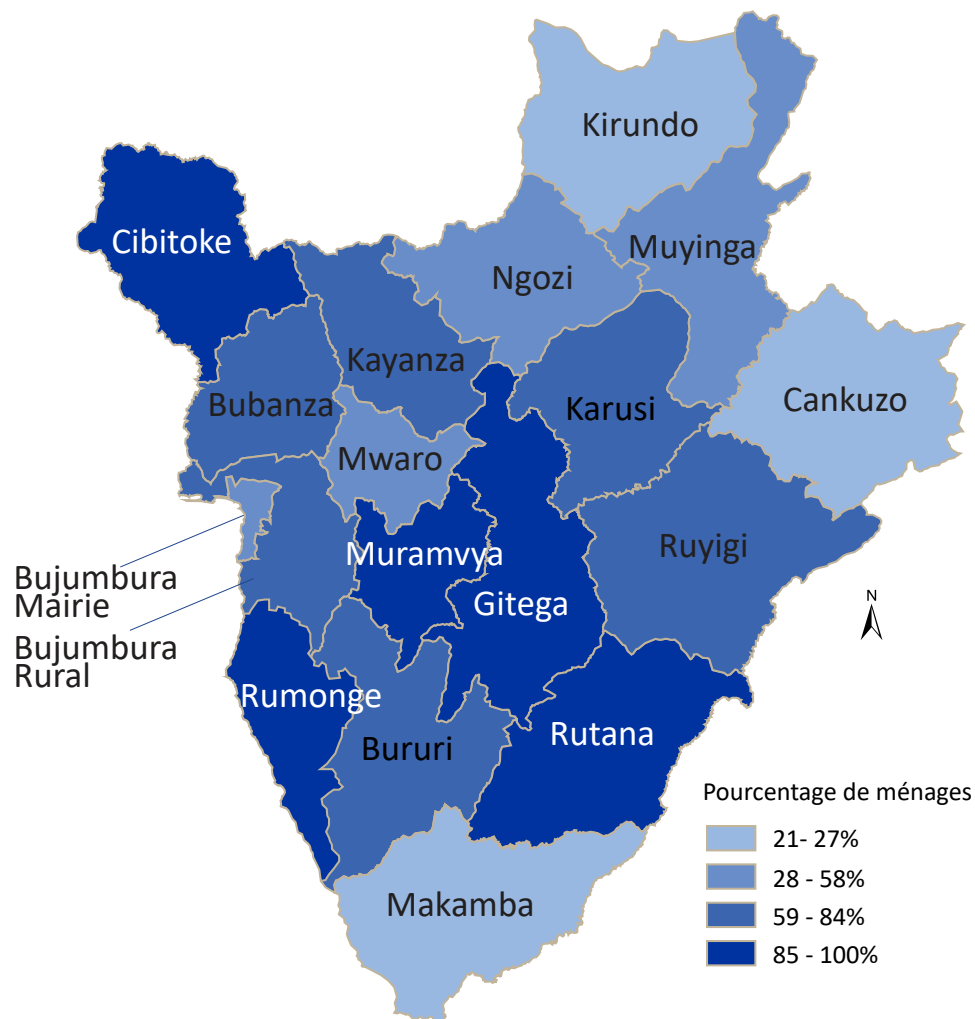 Kirundo
Cibitoke
Muyinga
Ngozi
Kayanza
Bubanza
Karusi
Cankuzo
Mwaro
Ruyigi
Muramvya
Bujumbura
Mairie
Gitega
N
Bujumbura
Rural
Rumonge
Rutana
Bururi
Pourcentage de ménages
21- 27%
28 - 58%
59 - 84%
85 - 100%
Makamba